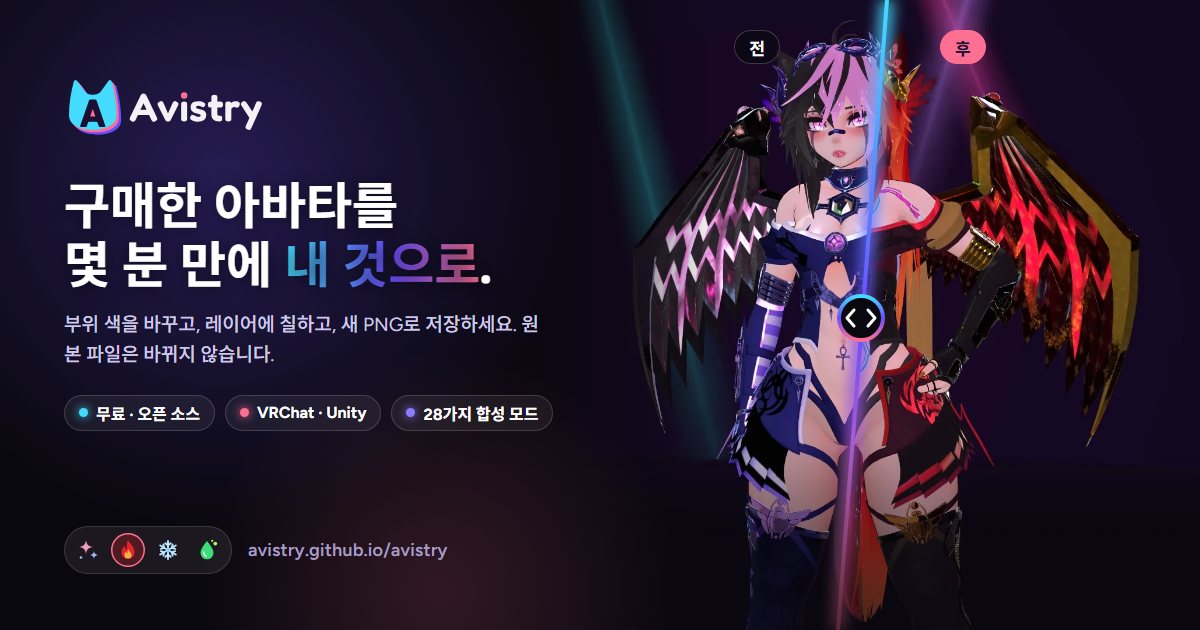 전
후
Avistry
구매한 아바타를
몇 분 만에 내 것으로.
부위 색을 바꾸고, 레이어에 칠하고, 새 PNG로 저장하세요. 원
본 파일은 바뀌지 않습니다.
무료 · 오픈 소스
VRChat · Unity
28가지 합성 모드
avistry.github.io/avistry